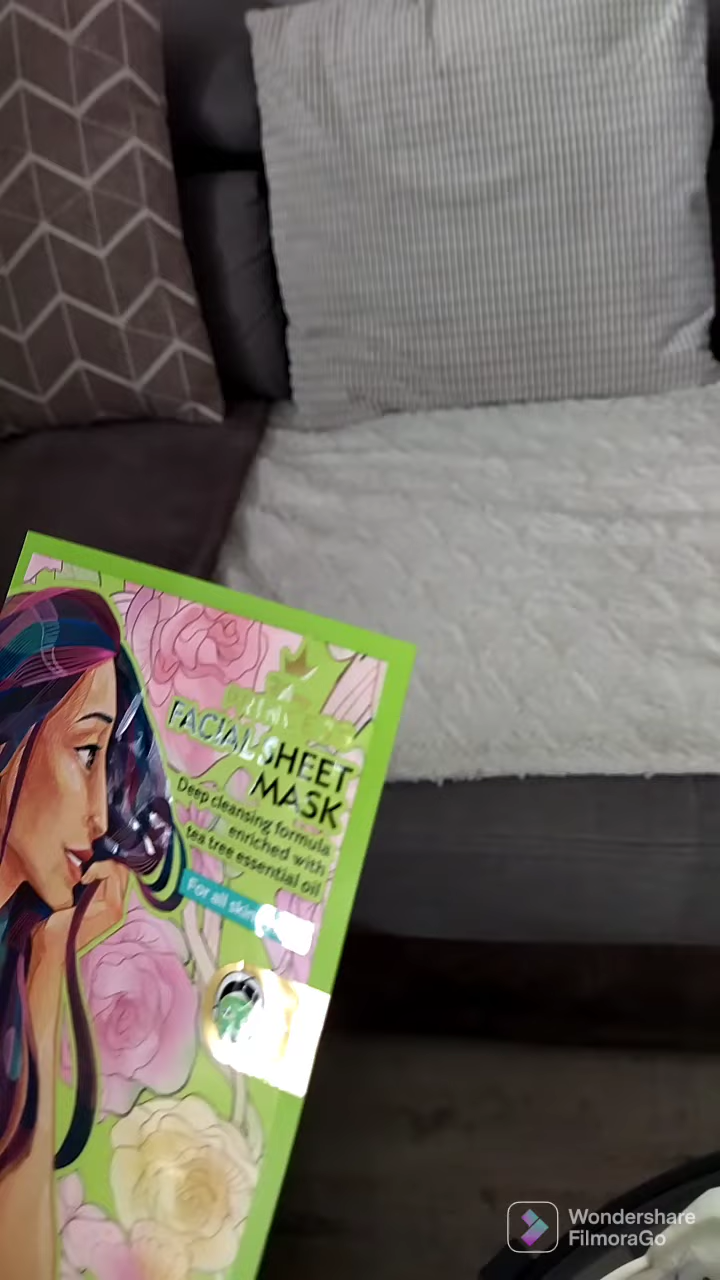 FACIAL SHEET
MASK
Deep cleansing formula
enriched with
tea tree essential oil
For all skin
Wondershare
FilmoraGo